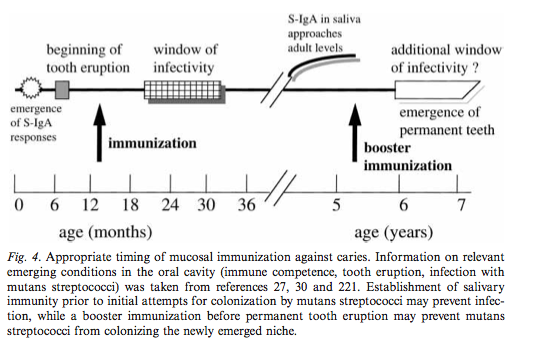 S-IgA in saliva
approaches
adult levels
beginning of
tooth eruption
window of
infectivity
additional window
of infectivity ?
emergence
of S-IgA
responses
immunization
emergence of
permanent teeth
booster
immunization
0 6 12 18 24 30 36 5 6 7
age (months) age (years)
Fig. 4. Appropriate timing of mucosal immunization against caries. Information on relevant
emerging conditions in the oral cavity (immune competence, tooth eruption, infection with
mutans streptococci) was taken from references 27, 30 and 221. Establishment of salivary
immunity prior to initial attempts for colonization by mutans streptococci may prevent infec-
tion, while a booster immunization before permanent tooth eruption may prevent mutans
streptococci from colonizing the newly emerged niche.